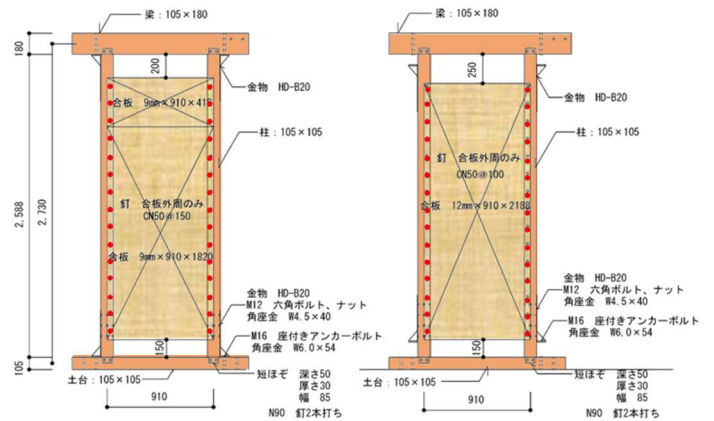 梁：105×180
180
200
金物　HD-B20
合板　9mm×910×418
柱：105×105
2,588
2,730
釘　合板外周のみ
CN50@150
合板　9mm×910×1820
金物　HD-B20
M12　六角ボルト、ナット
角座金　W4.5×40
M16　座付きアンカーボルト
角座金　W6.0×54
150
105
土台：105×105
短ほぞ　深さ50
厚さ30
幅　85
N90　釘2本打ち
910
梁：105×180
250
金物　HD-B20
柱：105×105
釘　合板外周のみ
CN50@100
合板　12mm×910×2188
金物　HD-B20
M12　六角ボルト、ナット
角座金　W4.5×40
M16　座付きアンカーボルト
角座金　W6.0×54
150
土台：105×105
短ほぞ　深さ50
厚さ30
幅　85
N90　釘2本打ち
910